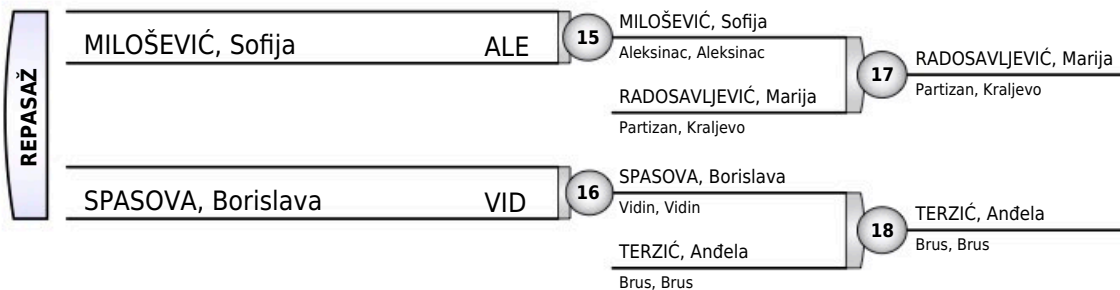 REPASAŽ
MILOŠEVIĆ, Sofija ALE
15
MILOŠEVIĆ, Sofija
Aleksinac, Aleksinac
RADOSAVLJEVIĆ, Marija
Partizan, Kraljevo
17
RADOSAVLJEVIĆ, Marija
Partizan, Kraljevo
SPASOVA, Borislava VID
16
SPASOVA, Borislava
Vidin, Vidin
TERZIĆ, Anđela
Brus, Brus
18
TERZIĆ, Anđela
Brus, Brus